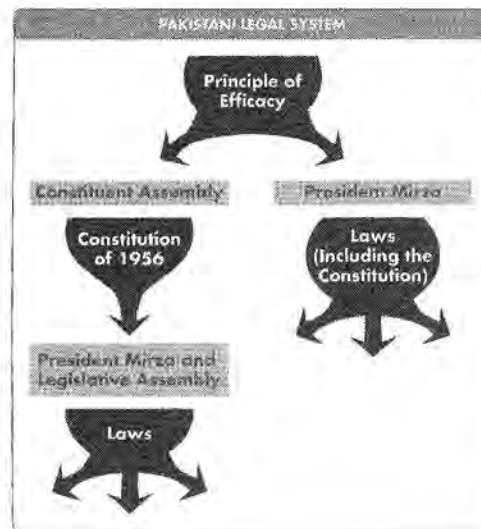 PAKISTANI LEGAL SYSTEM
Principle of
Efficacy
Constituent Assembly
President Mirza
Constitution
of 1956
Laws
(Including the
Constitution)
President Mirza and
Legislative Assembly
Laws